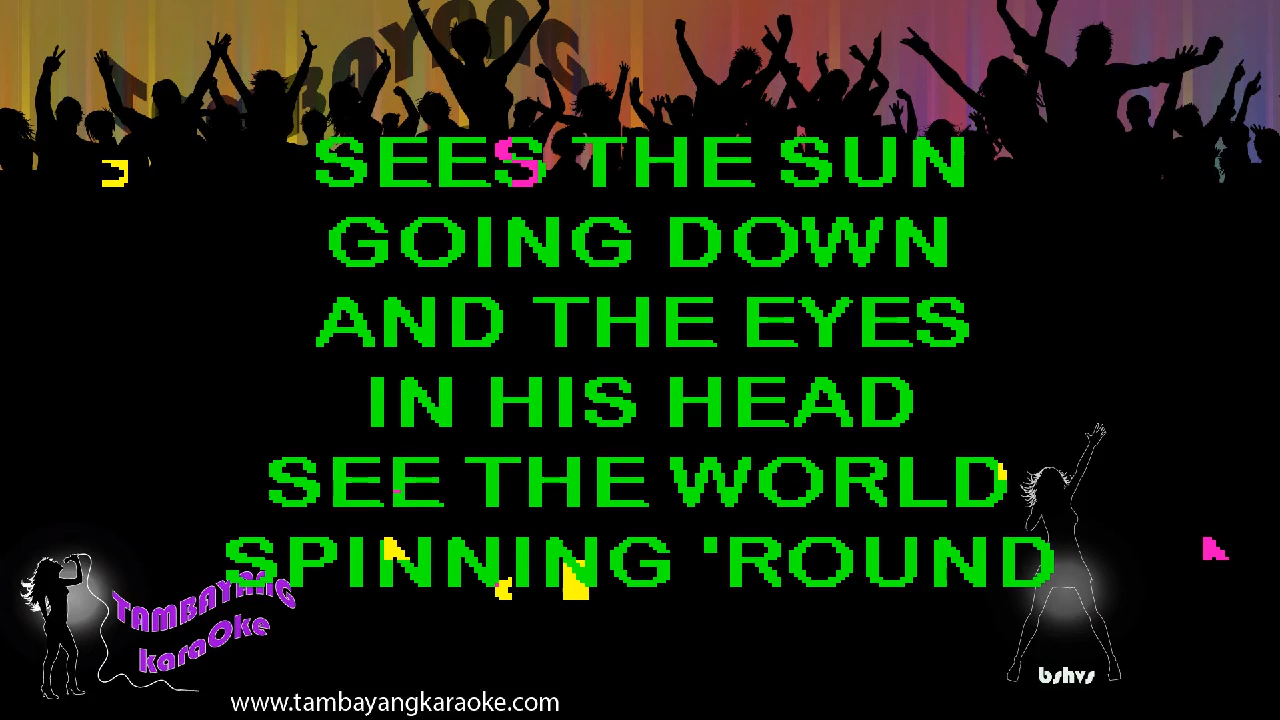 TAMBAYANG
SEES THE SUN
GOING DOWN
AND THE EYES
IN HIS HEAD
SEE THE WORLD
SPINNING 'ROUND
TAMBAYANG
karaOke
bshvs
www.tambayangkaraoke.com